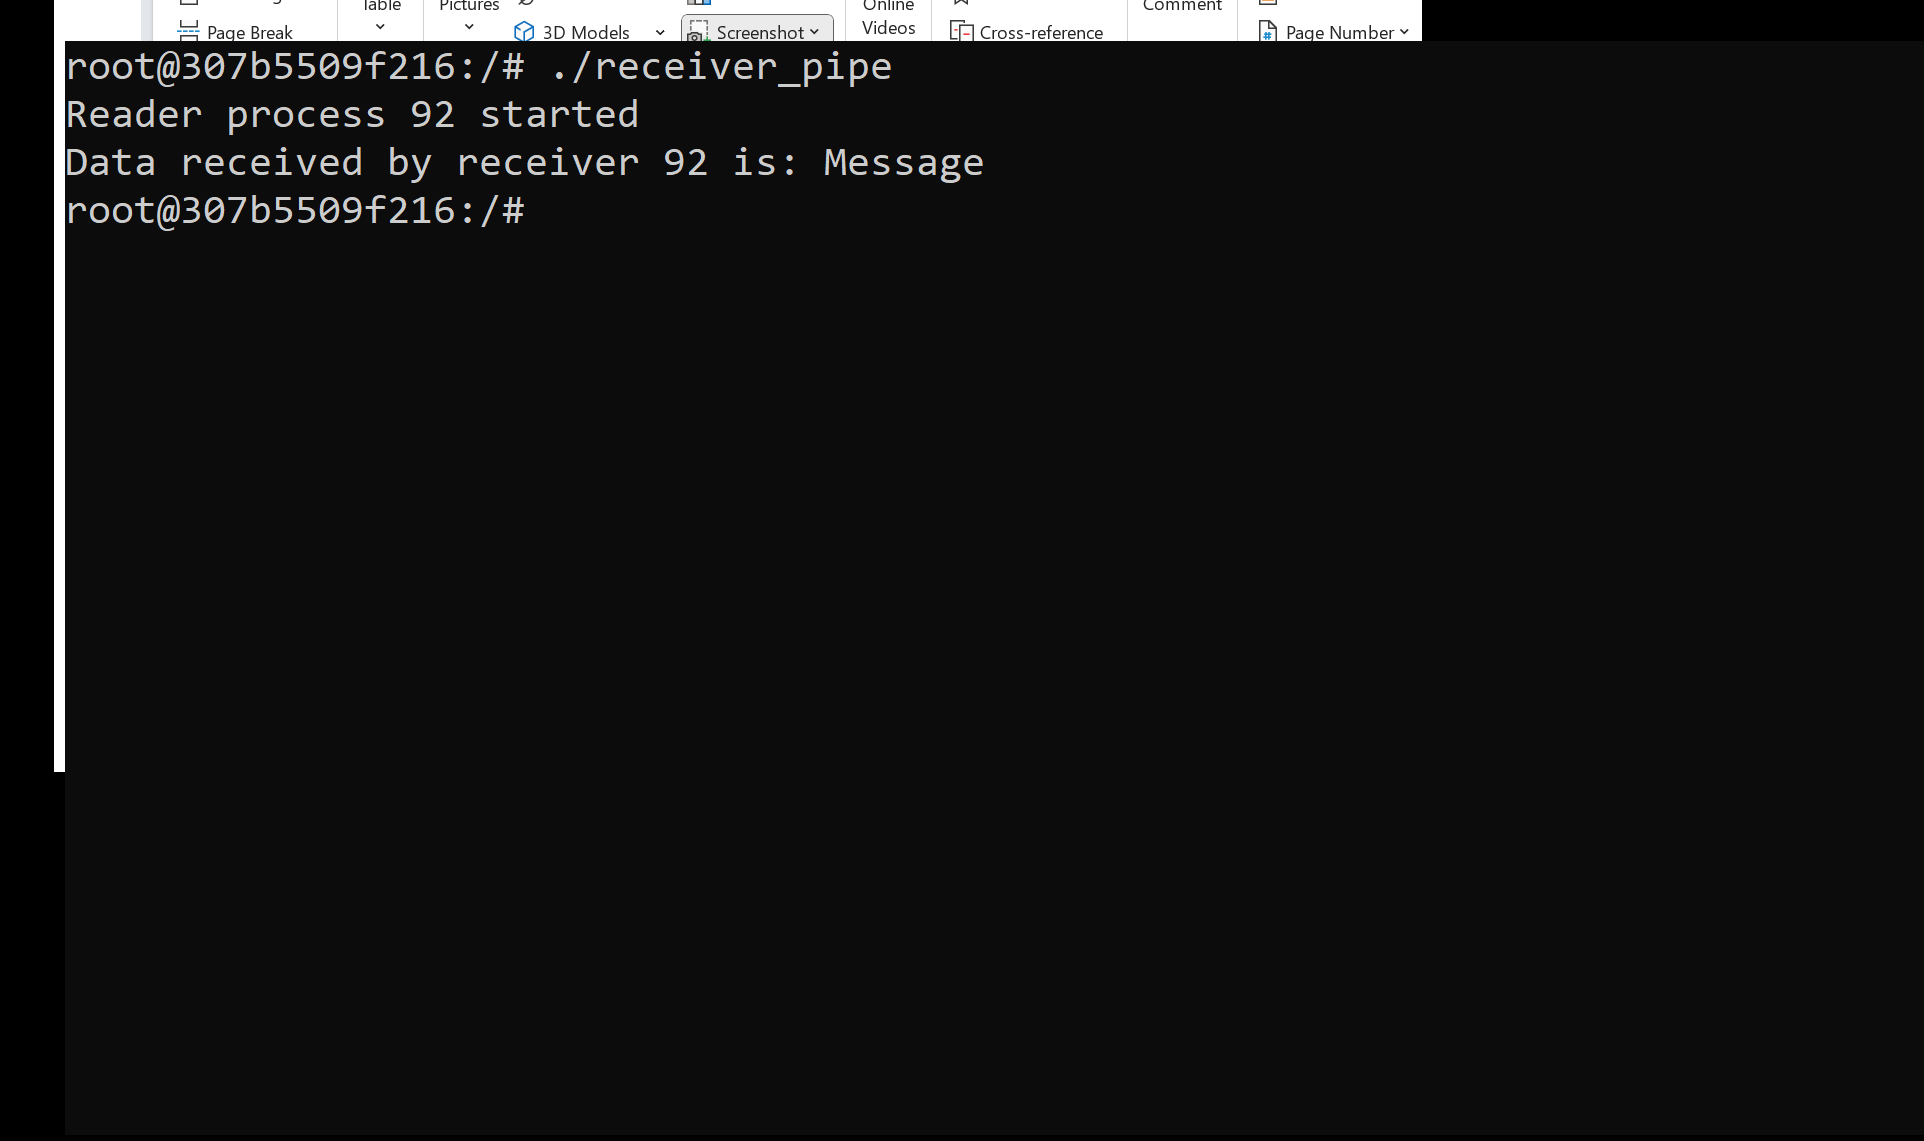 Table
Pictures
Online
Comment
Page Break
3D Models
Screenshot
Videos
Cross-reference
Page Number
root@307b5509f216:/# ./receiver_pipe
Reader process 92 started
Data received by receiver 92 is: Message
root@307b5509f216:/#